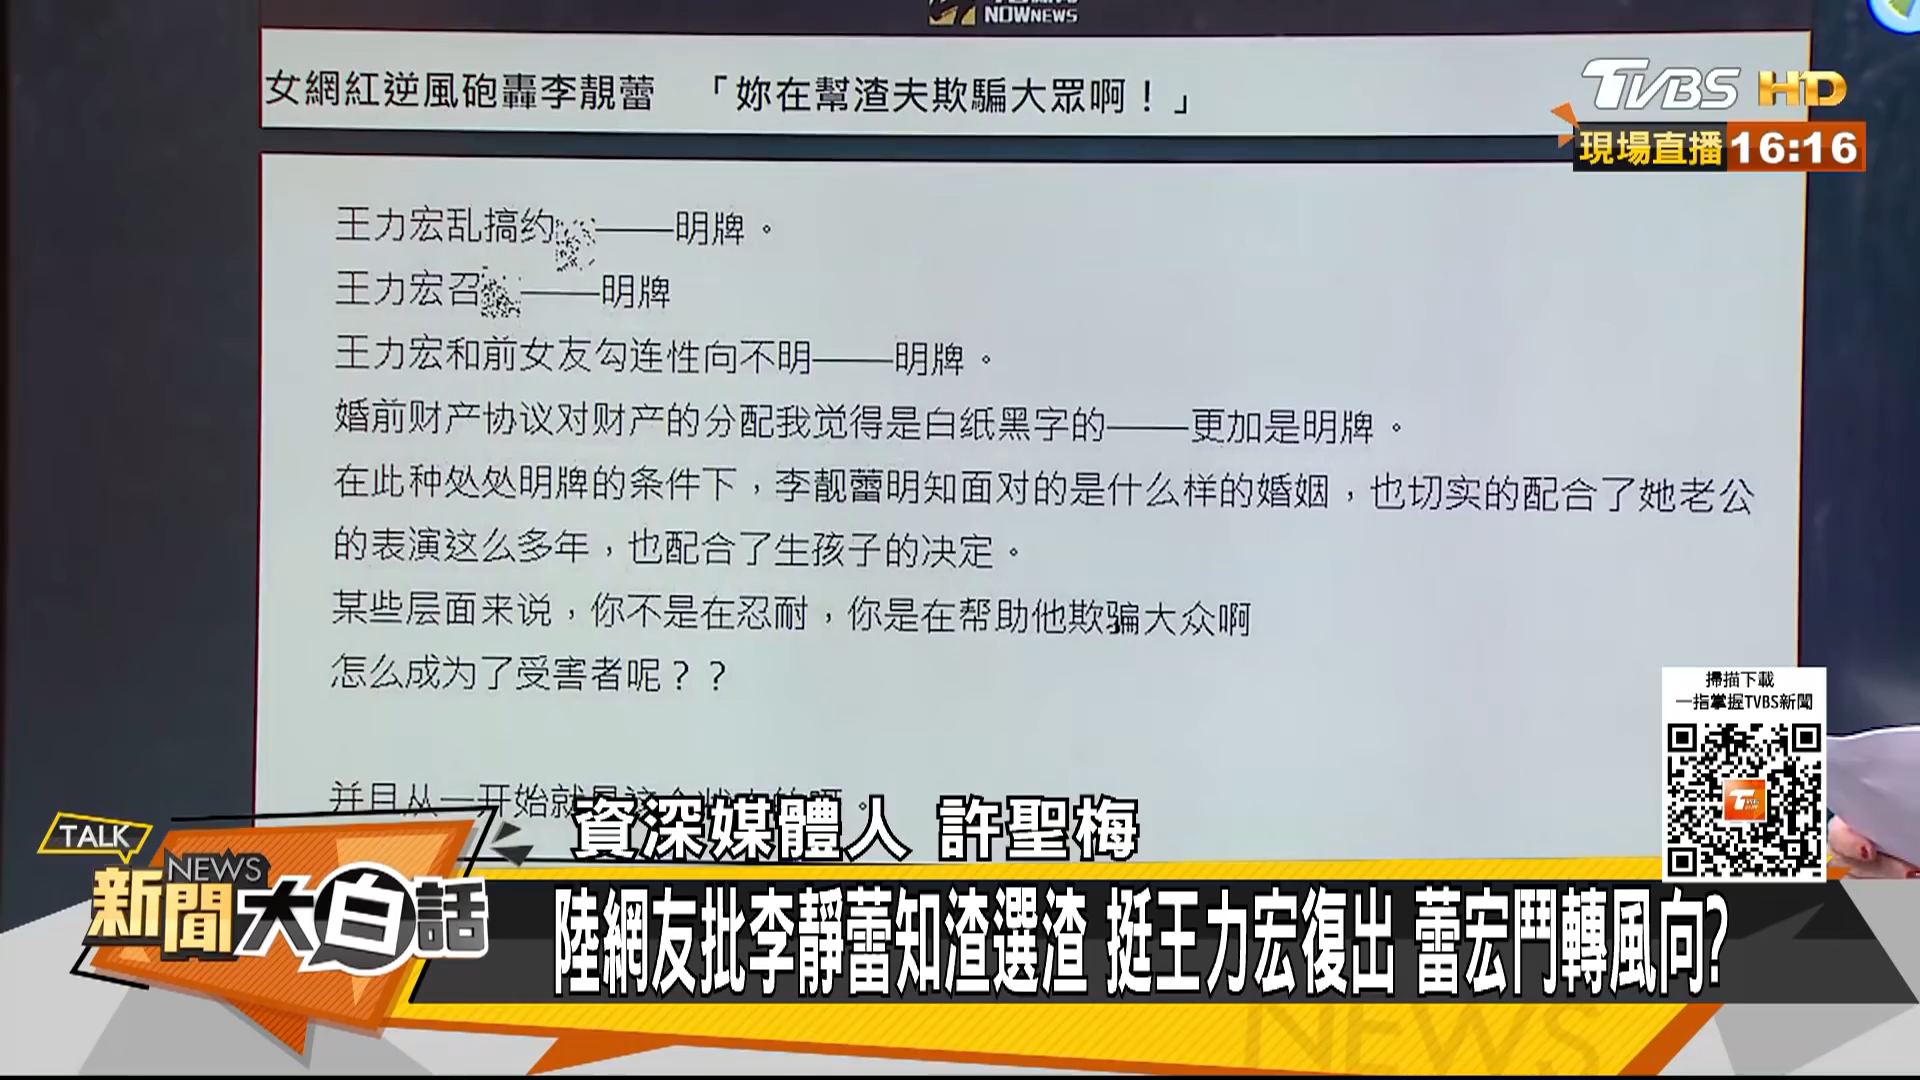 NOWNEWS
女網紅逆風砲轟李靚蕾 「妳在幫渣夫欺騙大眾啊！」
TVBS HD
現場直播 16:16
王力宏乱搞约——明牌。
王力宏召——明牌
王力宏和前女友勾连性向不明——明牌。
婚前财产协议对财产的分配我觉得是白纸黑字的——更加是明牌。
在此种处处明牌的条件下，李靓蕾明知面对的是什么样的婚姻，也切实的配合了她老公
的表演这么多年，也配合了生孩子的决定。
某些层面来说，你不是在忍耐，你是在帮助他欺骗大众啊
怎么成为了受害者呢？？
掃描下載
一指掌握TVBS新聞
并且从一开始就是这个
資深媒體人 許聖梅
TALK
NEWS
新聞大白話
陸網友批李靜蕾知渣選渣 挺王力宏復出 蕾宏鬥轉風向?
NEWS